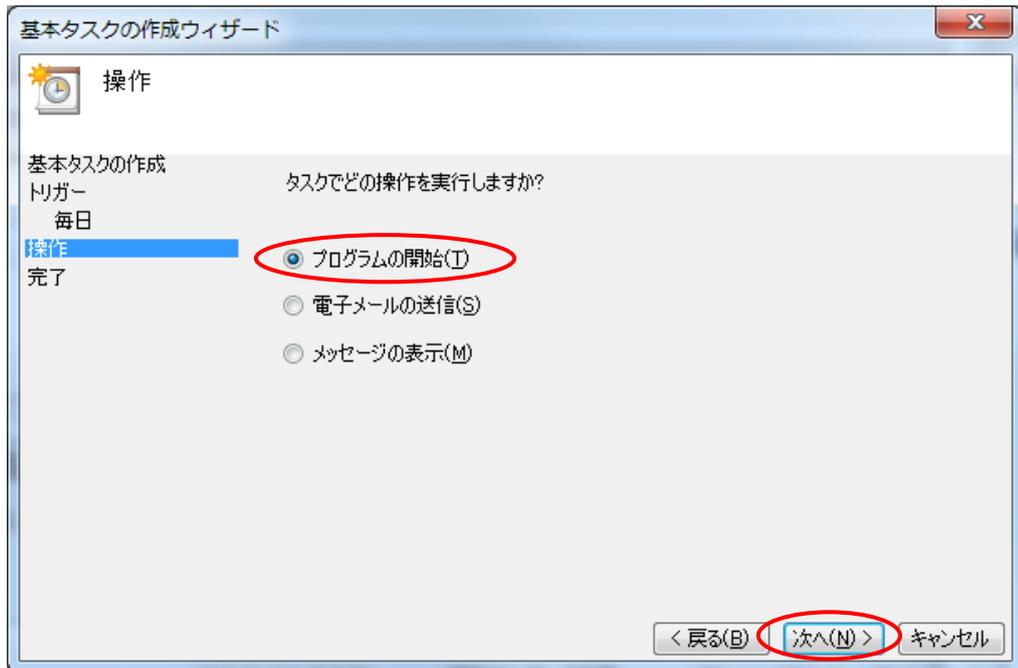 基本タスクの作成ウィザード
操作
基本タスクの作成
トリガー
毎日
操作
完了
タスクでどの操作を実行しますか?
プログラムの開始(T)
電子メールの送信(S)
メッセージの表示(M)
< 戻る(B)
次へ(N) >
キャンセル